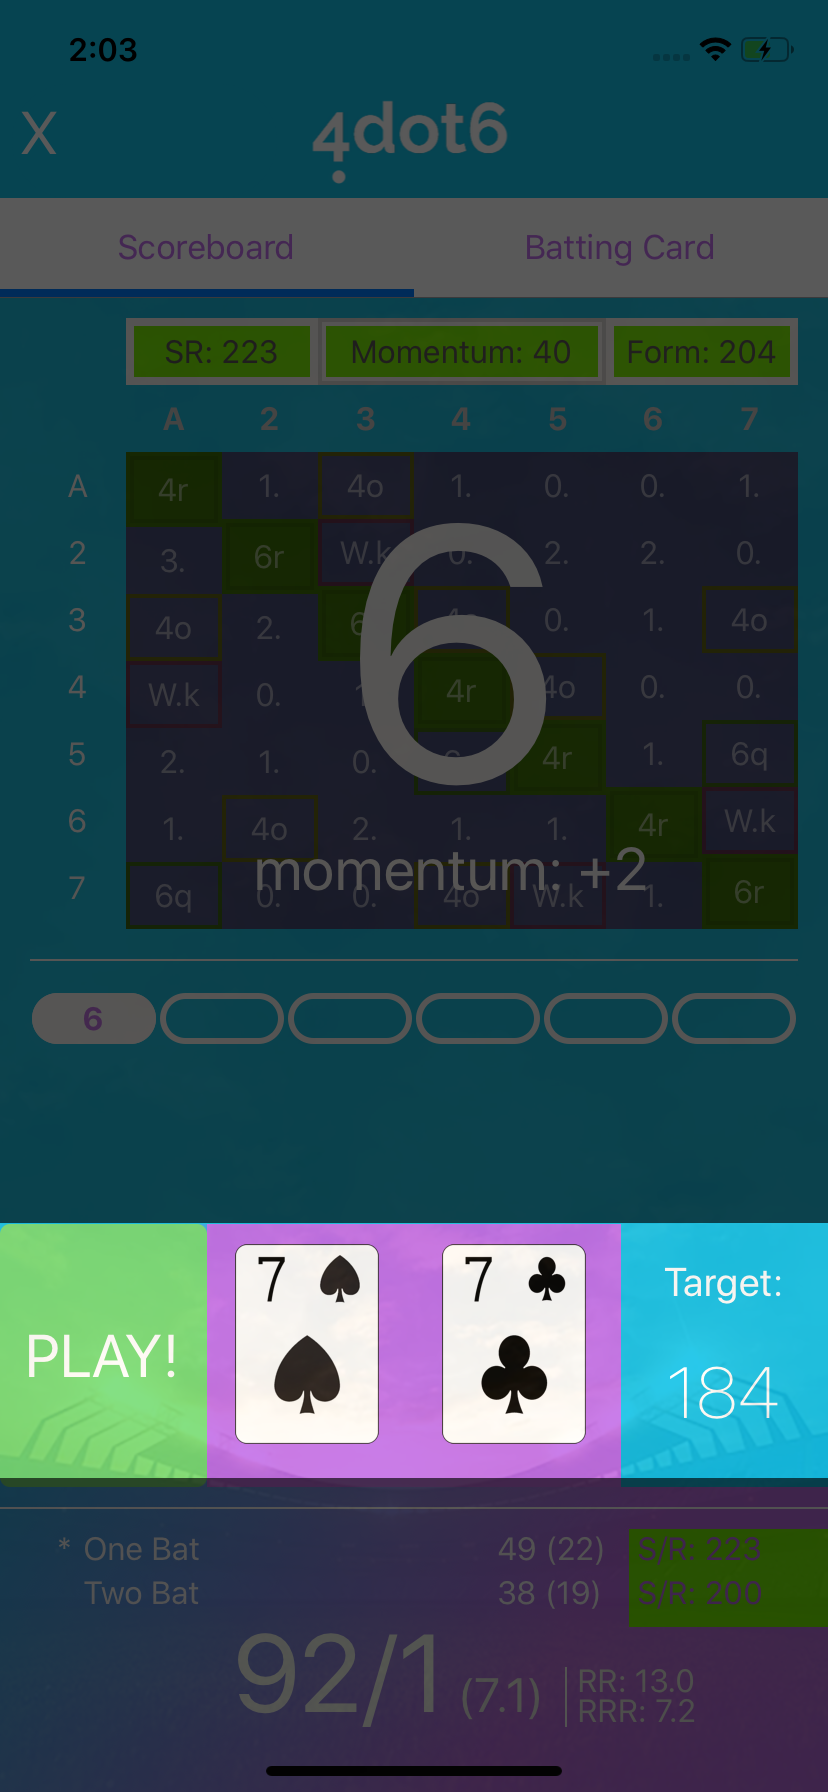 2:03
X 4dot6
Scoreboard Batting Card
SR: 223 Momentum: 40 Form: 204
A 2 3 4 5 6 7
A 4r 1. 4o 1. 0. 0. 1.
2 3. 6r W.k 0. 2. 2. 0.
3 4o 2. 0. 1. 4o
4 W.k 0. 4r 4o 0. 0.
5 2. 1. 0. 4r 1. 6q
6 1. 4o 2. 1. 1. 4r W.k
7 6q 0. 0. 4o W.k 1. 6r
6
momentum: +2
6
PLAY! 7 7 Target:
184
* One Bat 49 (22) S/R: 223
Two Bat 38 (19) S/R: 200
92/1 (7.1) RR: 13.0
RRR: 7.2